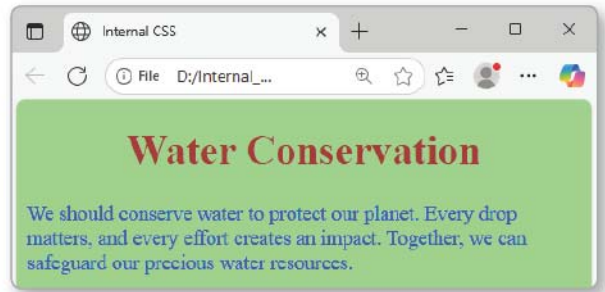 Internal CSS
File D:/Internal_...
Water Conservation
We should conserve water to protect our planet. Every drop
matters, and every effort creates an impact. Together, we can
safeguard our precious water resources.